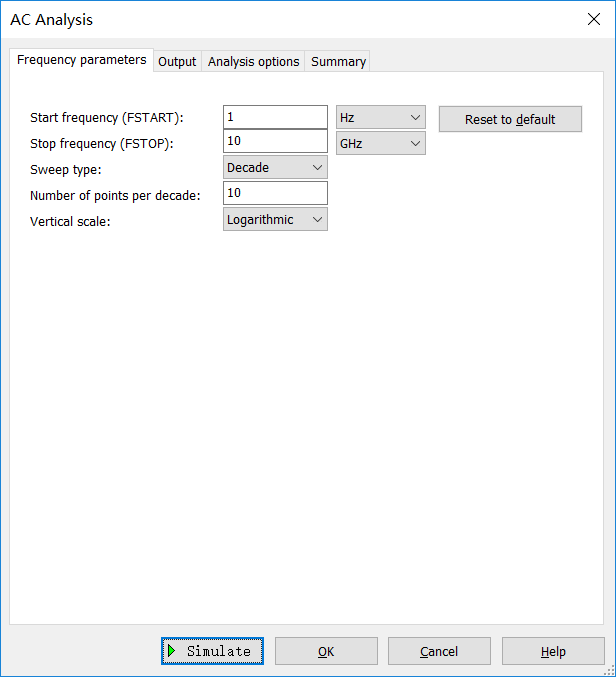 AC Analysis
Frequency parameters Output Analysis options Summary
Start frequency (FSTART): 1 Hz Reset to default
Stop frequency (FSTOP): 10 GHz
Sweep type: Decade
Number of points per decade: 10
Vertical scale: Logarithmic
Simulate OK Cancel Help